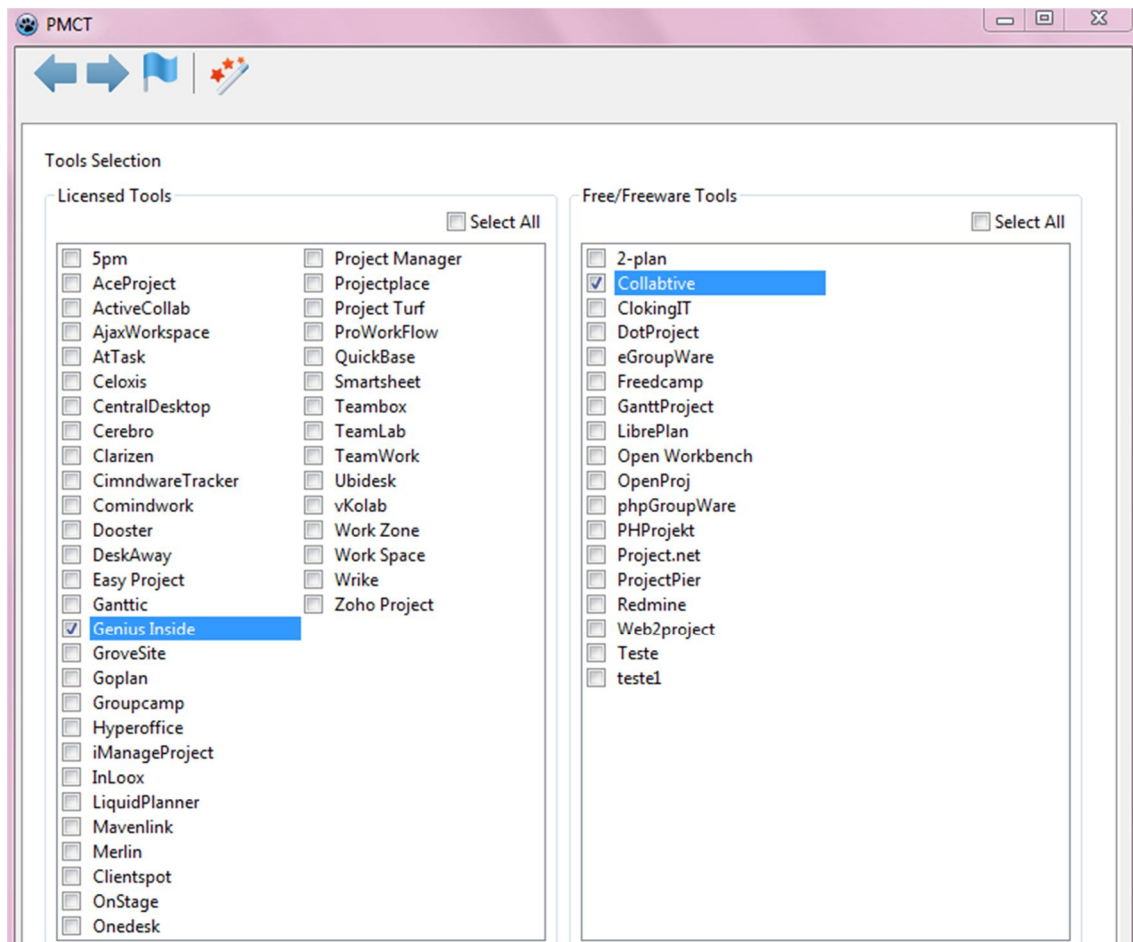 PMCT
Tools Selection
Licensed Tools
Select All
5pm
AceProject
ActiveCollab
AjaxWorkspace
AtTask
Celoxis
CentralDesktop
Cerebro
Clarizen
CimndwareTracker
Comindwork
Dooster
DeskAway
Easy Project
Ganttic
Genius Inside
GroveSite
Goplan
Groupcamp
Hyperoffice
iManageProject
InLoox
LiquidPlanner
Mavenlink
Merlin
Clientspot
OnStage
Onedesk
Project Manager
Projectplace
Project Turf
ProWorkFlow
QuickBase
Smartsheet
Teambox
TeamLab
TeamWork
Ubidesk
vKolab
Work Zone
Work Space
Wrike
Zoho Project
Free/Freeware Tools
Select All
2-plan
Collabtive
ClokingIT
DotProject
eGroupWare
Freedcamp
GanttProject
LibrePlan
Open Workbench
OpenProj
phpGroupWare
PHProjekt
Project.net
ProjectPier
Redmine
Web2project
Teste
teste1